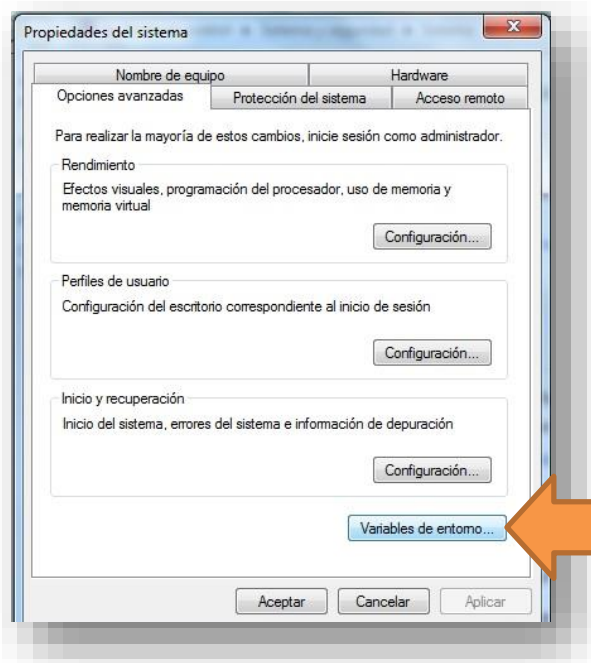 Propiedades del sistema
Nombre de equipo
Hardware
Opciones avanzadas
Protección del sistema
Acceso remoto
Para realizar la mayoría de estos cambios, inicie sesión como administrador.
Rendimiento
Efectos visuales, programación del procesador, uso de memoria y
memoria virtual
Configuración...
Perfiles de usuario
Configuración del escritorio correspondiente al inicio de sesión
Configuración...
Inicio y recuperación
Inicio del sistema, errores del sistema e información de depuración
Configuración...
Variables de entorno...
Aceptar
Cancelar
Aplicar